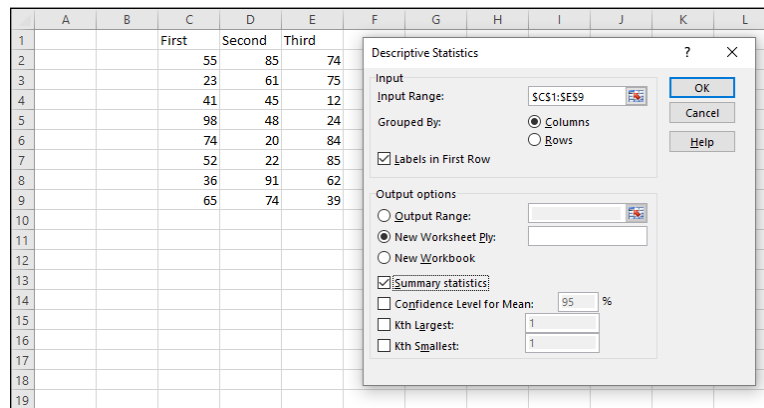 A B C D E F G H I J K L
1 First Second Third
2 55 85 74
3 23 61 75
4 41 45 12
5 98 48 24
6 74 20 84
7 52 22 85
8 36 91 62
9 65 74 39
10
11
12
13
14
15
16
17
18
19
Descriptive Statistics ? ×
Input
Input Range: $C$1:$E$9
Grouped By: Columns
Rows
Labels in First Row
OK
Cancel
Help
Output options
Output Range:
New Worksheet Ply:
New Workbook
Summary statistics
Confidence Level for Mean: 95 %
Kth Largest: 1
Kth Smallest: 1